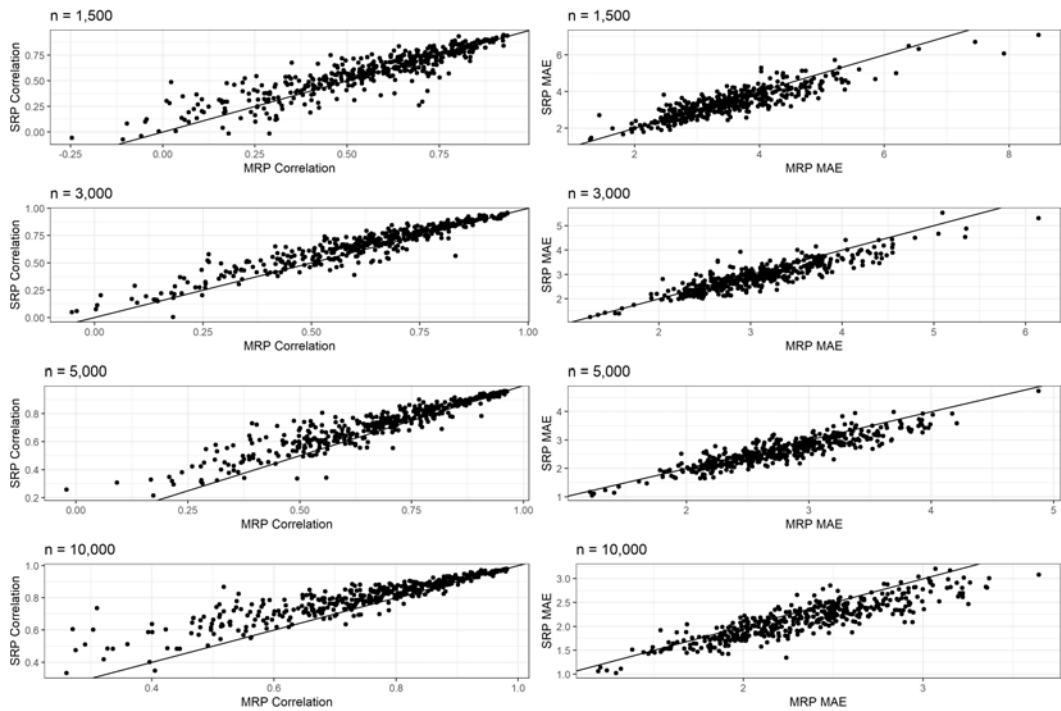 n = 1,500
SRP Correlation
0.75
0.50
0.25
0.00
-0.25 0.00 0.25 0.50 0.75
MRP Correlation
n = 1,500
SRP MAE
6
4
2
2 4 6 8
MRP MAE
n = 3,000
SRP Correlation
1.00
0.75
0.50
0.25
0.00
0.00 0.25 0.50 0.75 1.00
MRP Correlation
n = 3,000
SRP MAE
5
4
3
2
2 3 4 5 6
MRP MAE
n = 5,000
SRP Correlation
0.8
0.6
0.4
0.2
0.00 0.25 0.50 0.75 1.00
MRP Correlation
n = 5,000
SRP MAE
4
3
2
1
2 3 4 5
MRP MAE
n = 10,000
SRP Correlation
1.0
0.8
0.6
0.4
0.4 0.6 0.8 1.0
MRP Correlation
n = 10,000
SRP MAE
3.0
2.5
2.0
1.5
1.0
2 3
MRP MAE